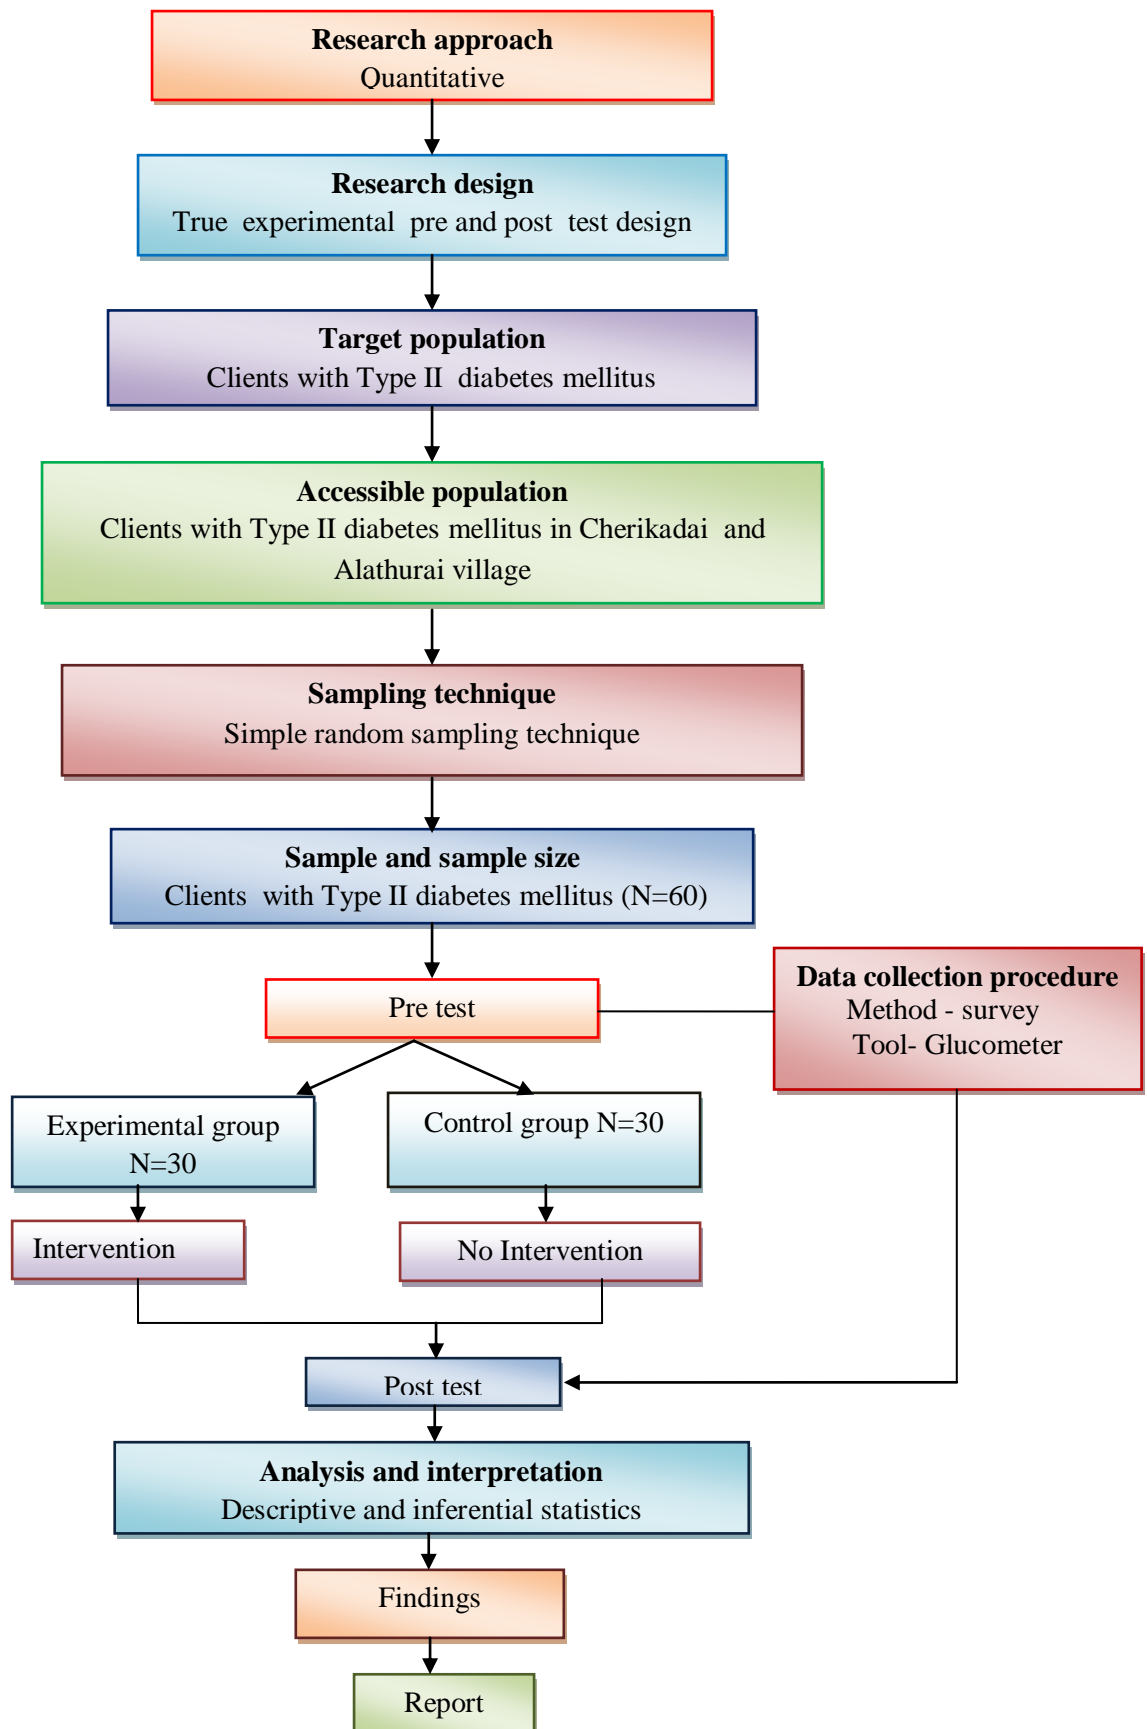 Research approach
Quantitative
Research design
True experimental pre and post test design
Target population
Clients with Type II diabetes mellitus
Accessible population
Clients with Type II diabetes mellitus in Cherikadai and
Alathurai village
Sampling technique
Simple random sampling technique
Sample and sample size
Clients with Type II diabetes mellitus (N=60)
Pre test
Data collection procedure
Method - survey
Tool- Glucometer
Experimental group
N=30
Control group N=30
Intervention
No Intervention
Post test
Analysis and interpretation
Descriptive and inferential statistics
Findings
Report